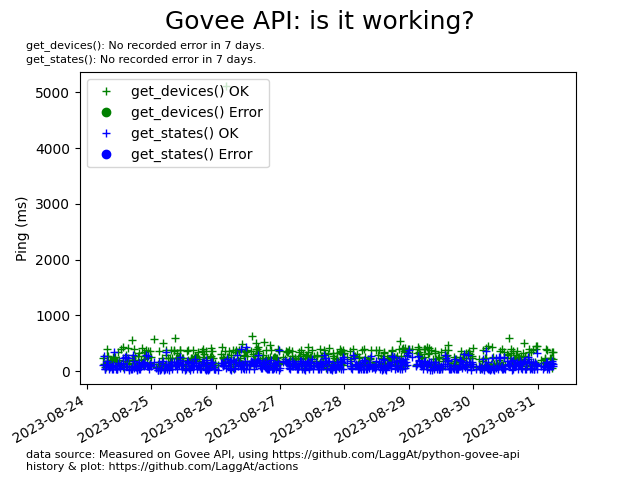 Govee API: is it working?
get_devices(): No recorded error in 7 days.
get_states(): No recorded error in 7 days.
get_devices() OK
get_devices() Error
get_states() OK
get_states() Error
Ping (ms)
5000
4000
3000
2000
1000
0
2023-08-24
2023-08-25
2023-08-26
2023-08-27
2023-08-28
2023-08-29
2023-08-30
2023-08-31
data source: Measured on Govee API, using https://github.com/LaggAt/python-govee-api
history & plot: https://github.com/LaggAt/actions